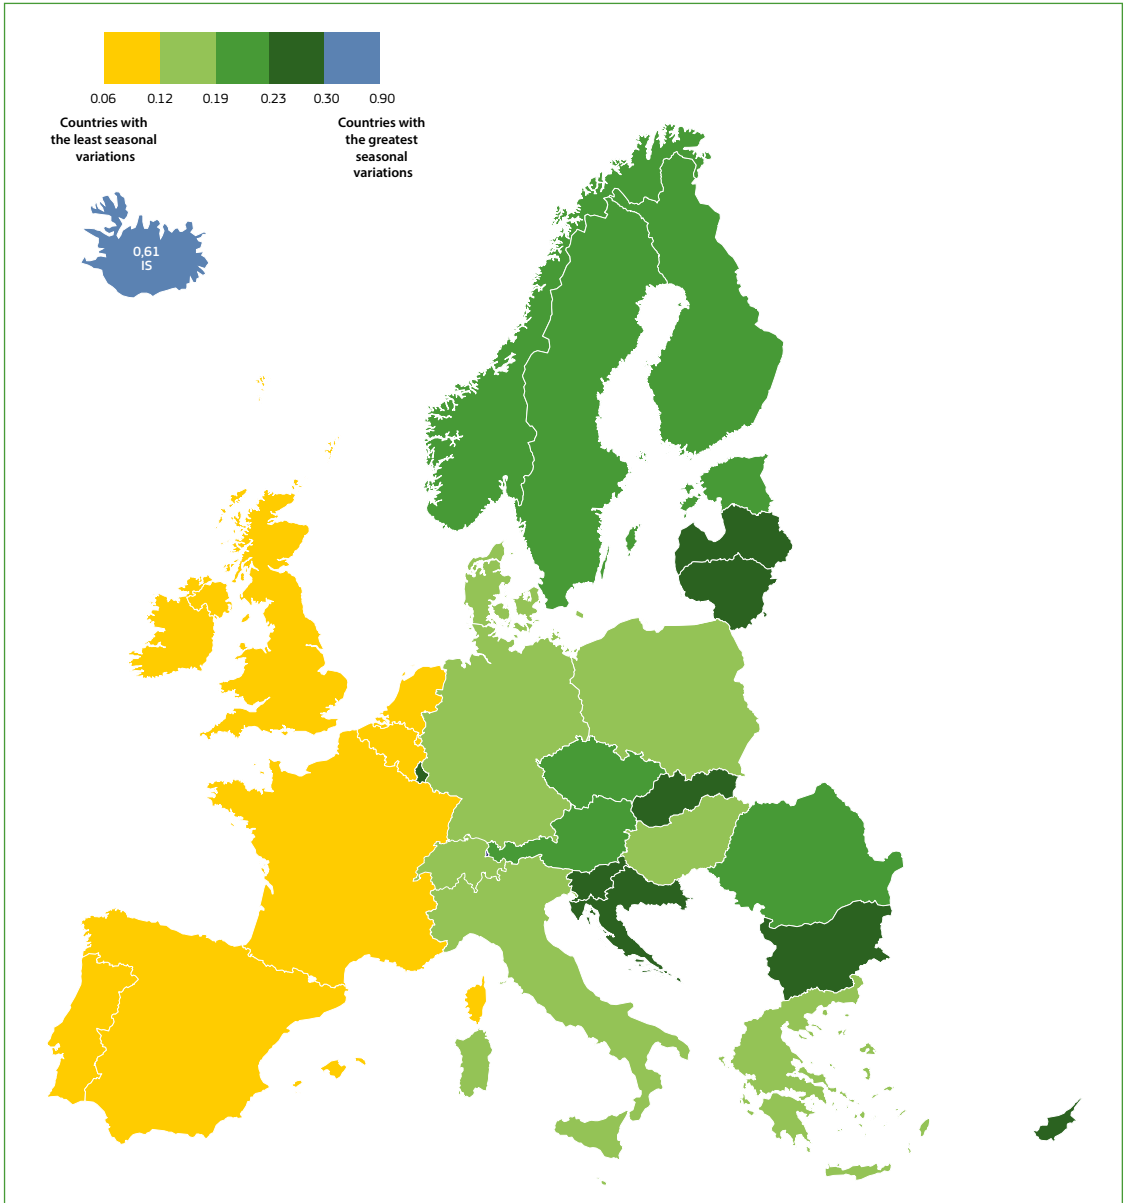 0.06 0.12 0.19 0.23 0.30 0.90
Countries with
the least seasonal
variations
Countries with
the greatest
seasonal
variations
0,61
IS